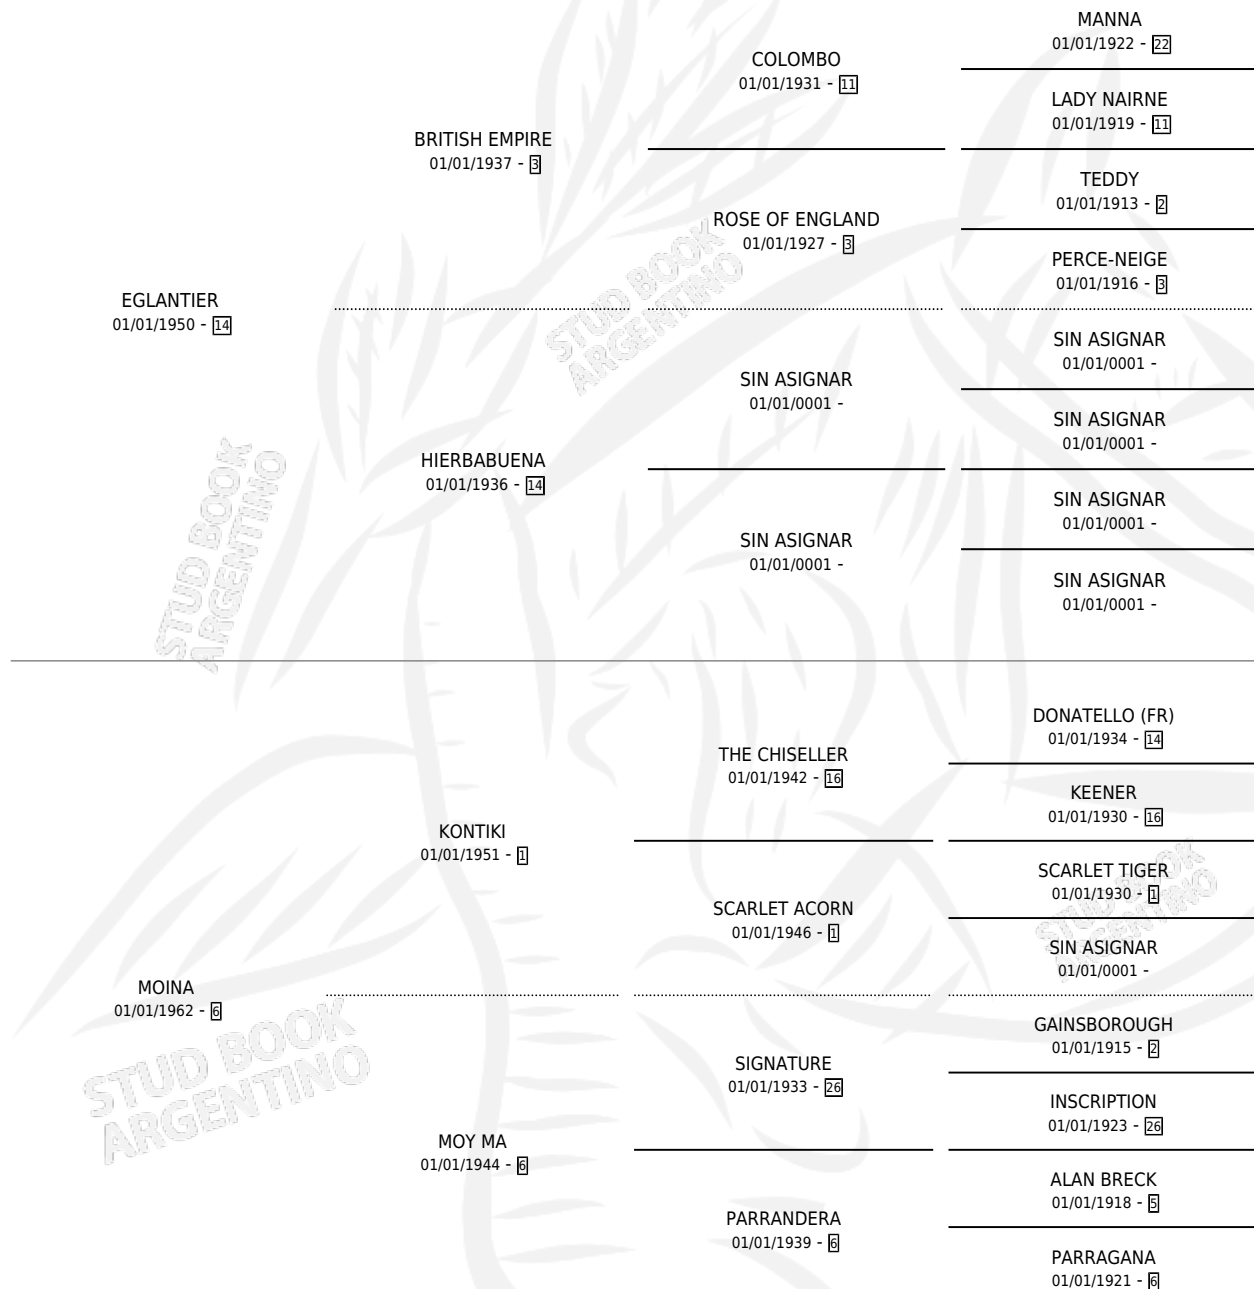 MANNA
01/01/1922 - 22
COLOMBO
01/01/1931 - 11
LADY NAIRNE
01/01/1919 - 11
BRITISH EMPIRE
01/01/1937 - 3
TEDDY
01/01/1913 - 2
ROSE OF ENGLAND
01/01/1927 - 3
PERCE-NEIGE
01/01/1916 - 3
EGLANTIER
01/01/1950 - 14
SIN ASIGNAR
01/01/0001 -
SIN ASIGNAR
01/01/0001 -
SIN ASIGNAR
01/01/0001 -
HIERBABUENA
01/01/1936 - 14
SIN ASIGNAR
01/01/0001 -
SIN ASIGNAR
01/01/0001 -
SIN ASIGNAR
01/01/0001 -
DONATELLO (FR)
01/01/1934 - 14
THE CHISELLER
01/01/1942 - 16
KEENER
01/01/1930 - 16
KONTIKI
01/01/1951 - 1
SCARLET TIGER
01/01/1930 - 1
SCARLET ACORN
01/01/1946 - 1
SIN ASIGNAR
01/01/0001 -
MOINA
01/01/1962 - 6
GAINSBOROUGH
01/01/1915 - 2
SIGNATURE
01/01/1933 - 26
INSCRIPTION
01/01/1923 - 26
MOY MA
01/01/1944 - 6
ALAN BRECK
01/01/1918 - 5
PARRANDERA
01/01/1939 - 6
PARRAGANA
01/01/1921 - 6
STUD BOOK
ARGENTINO
STUD BOOK
ARGENTINO
STUD BOOK
ARGENTINO
STUD BOOK
ARGENTINO